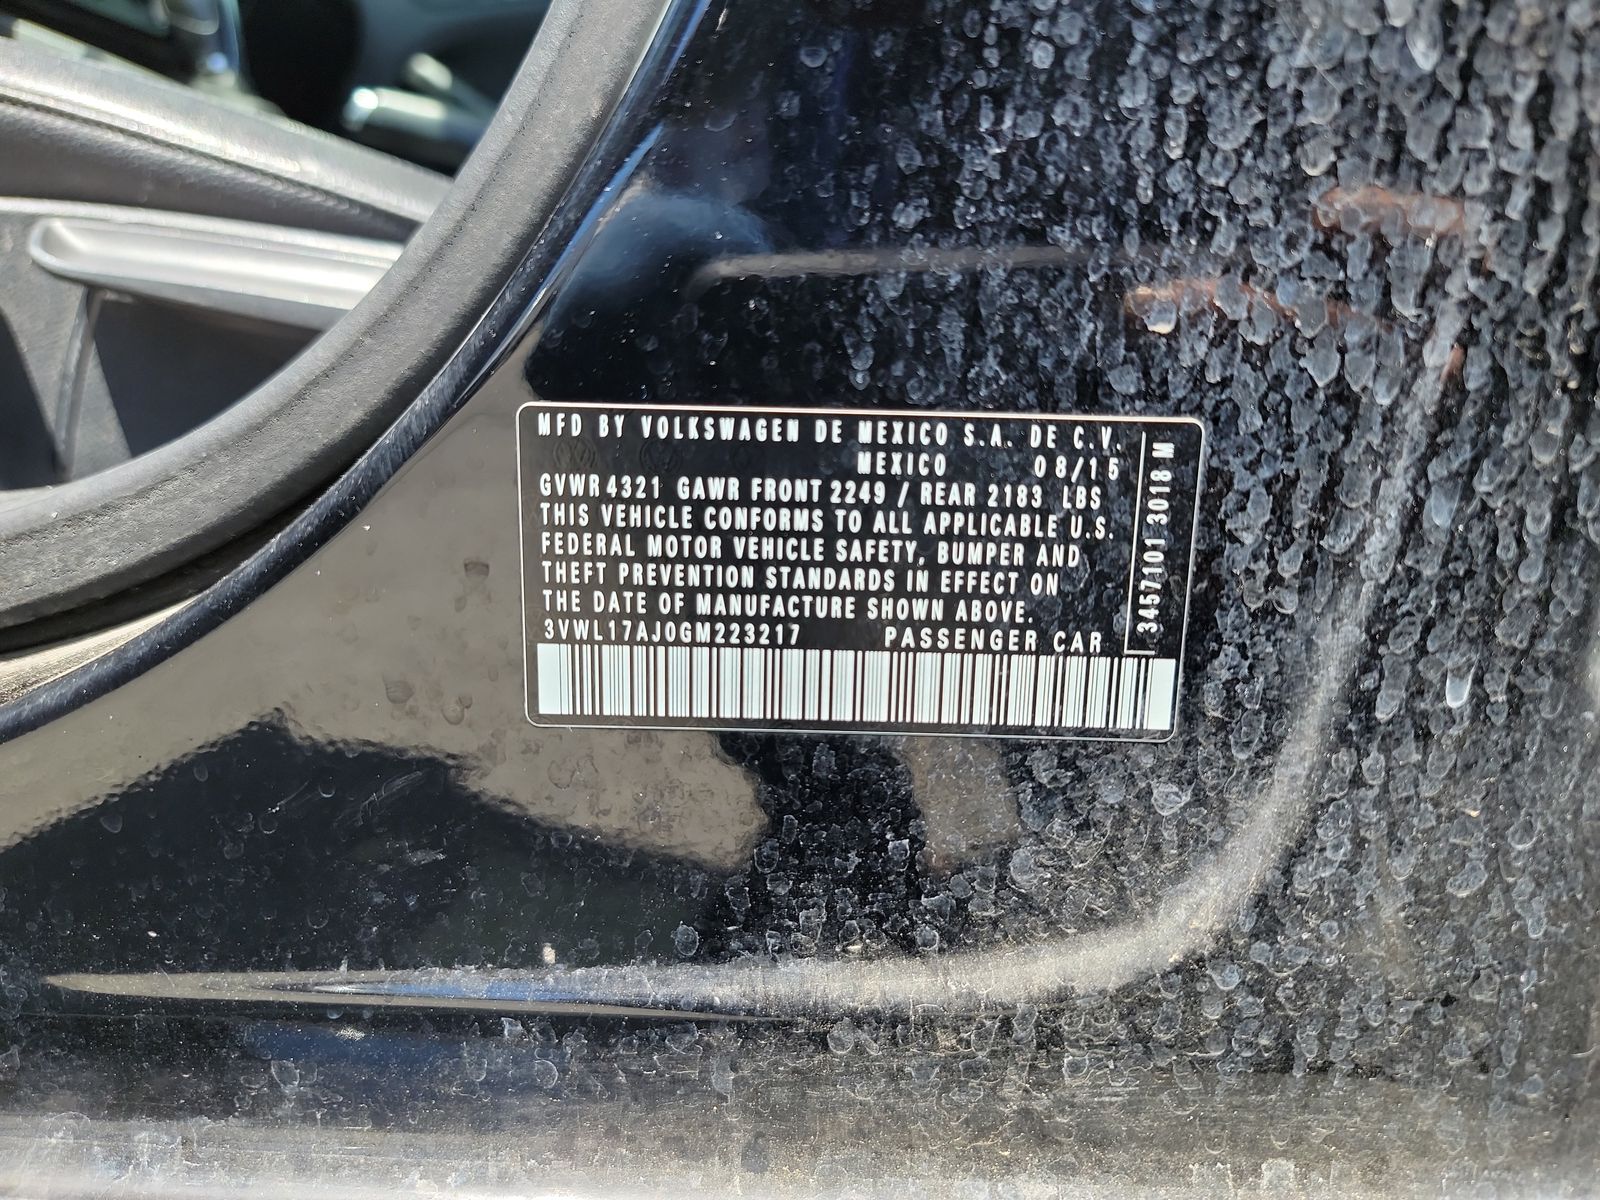 MFD BY VOLKSWAGEN DE MEXICO S.A. DE C.V.
MEXICO 08/15
GVWR 4321 GAWR FRONT 2249 / REAR 2183 LBS
THIS VEHICLE CONFORMS TO ALL APPLICABLE U.S.
FEDERAL MOTOR VEHICLE SAFETY, BUMPER AND
THEFT PREVENTION STANDARDS IN EFFECT ON
THE DATE OF MANUFACTURE SHOWN ABOVE.
3VWL17AJ0GM223217 PASSENGER CAR
3457101 3018 M